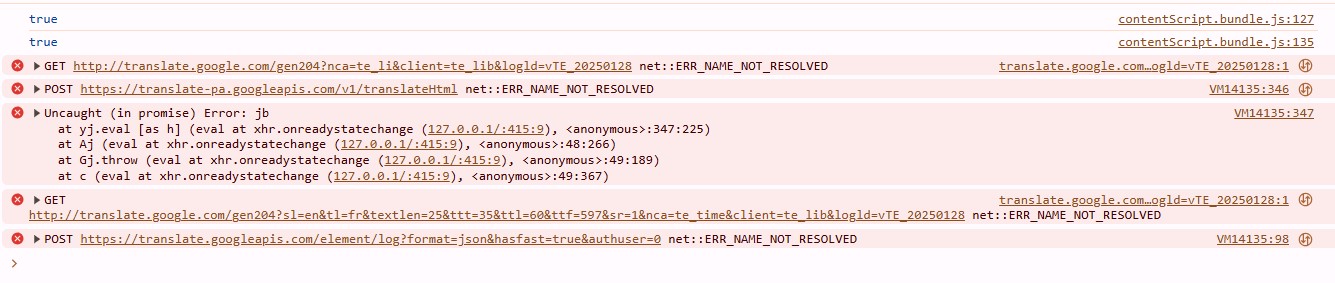 true contentScript.bundle.js:127
true contentScript.bundle.js:135
GET http://translate.google.com/gen204?nca=te_li&client=te_lib&logld=vTE_20250128 net::ERR_NAME_NOT_RESOLVED translate.google.com…ogld=vTE_20250128:1
POST https://translate-pa.googleapis.com/v1/translateHtml net::ERR_NAME_NOT_RESOLVED VM14135:346
Uncaught (in promise) Error: jb VM14135:347
at yj.eval [as h] (eval at xhr.onreadystatechange (127.0.0.1/:415:9), <anonymous>:347:225)
at Aj (eval at xhr.onreadystatechange (127.0.0.1/:415:9), <anonymous>:48:266)
at Gj.throw (eval at xhr.onreadystatechange (127.0.0.1/:415:9), <anonymous>:49:189)
at c (eval at xhr.onreadystatechange (127.0.0.1/:415:9), <anonymous>:49:367)
GET translate.google.com…ogld=vTE_20250128:1
http://translate.google.com/gen204?sl=en&tl=fr&textlen=25&ttt=35&ttl=60&ttf=597&sr=1&nca=te_time&client=te_lib&logld=vTE_20250128 net::ERR_NAME_NOT_RESOLVED
POST https://translate.googleapis.com/element/log?format=json&hasfast=true&authuser=0 net::ERR_NAME_NOT_RESOLVED VM14135:98